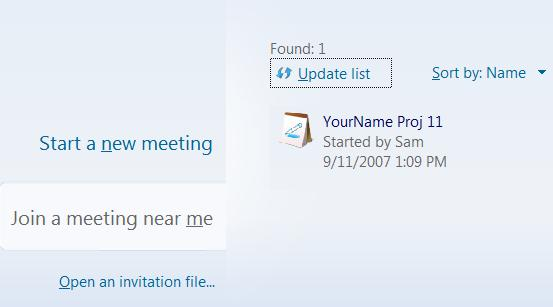 Start a new meeting
Join a meeting near me
Open an invitation file...
Found: 1
Update list
Sort by: Name
YourName Proj 11
Started by Sam
9/11/2007 1:09 PM